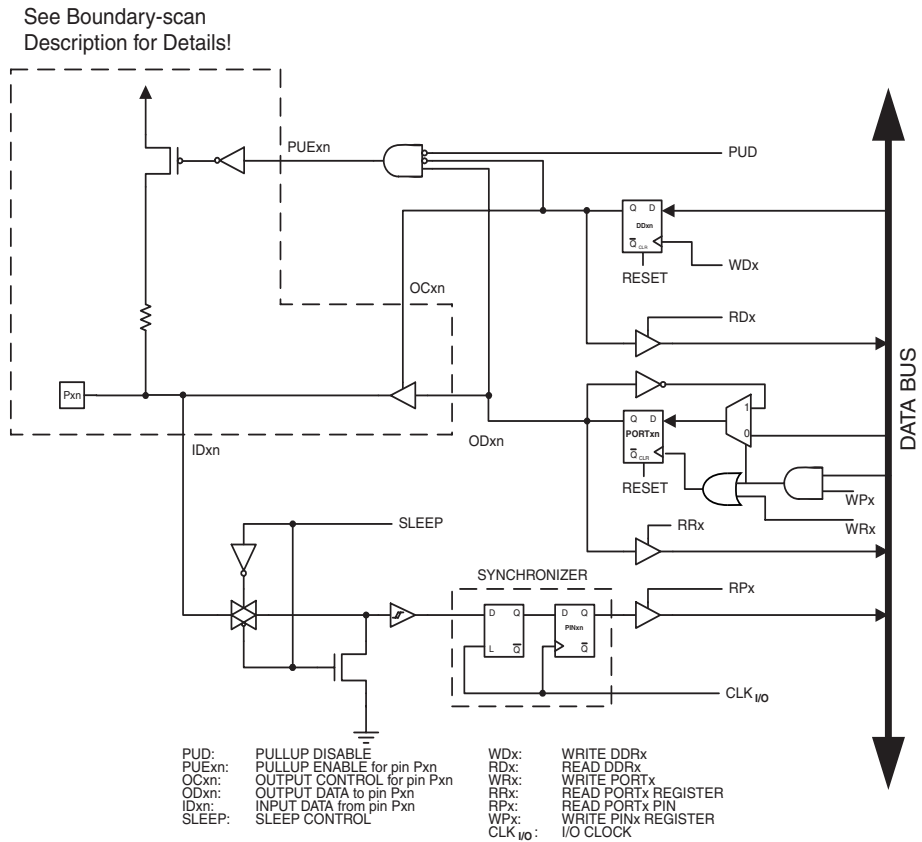 See Boundary-scan
Description for Details!
PUExn
PUD
Q D
DDxn
Q CLR
WDx
RESET
OCxn
RDx
Pxn
1
Q D
PORTxn
0
ODxn
IDxn
Q CLR
RESET
WPx
WRx
RRx
SLEEP
SYNCHRONIZER
RPx
D Q
D Q
PINxn
L Q
Q
CLK I/O
DATA BUS
PUD: PULLUP DISABLE
PUExn: PULLUP ENABLE for pin Pxn
OCxn: OUTPUT CONTROL for pin Pxn
ODxn: OUTPUT DATA to pin Pxn
IDxn: INPUT DATA from pin Pxn
SLEEP: SLEEP CONTROL
WDx: WRITE DDRx
RDx: READ DDRx
WRx: WRITE PORTx
RRx: READ PORTx REGISTER
RPx: READ PORTx PIN
WPx: WRITE PINx REGISTER
CLK I/O: I/O CLOCK